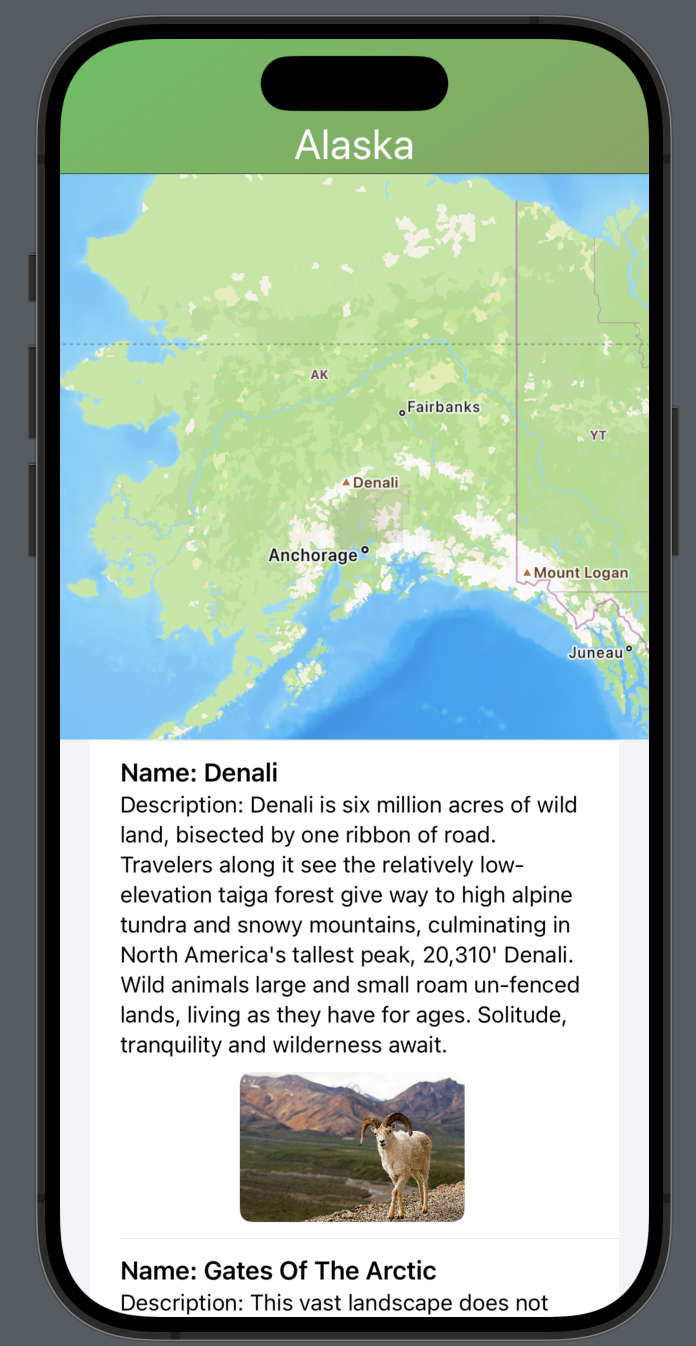 Alaska
AK
Fairbanks
YT
Denali
Anchorage
Mount Logan
Juneau
Name: Denali
Description: Denali is six million acres of wild
land, bisected by one ribbon of road.
Travelers along it see the relatively low-
elevation taiga forest give way to high alpine
tundra and snowy mountains, culminating in
North America's tallest peak, 20,310' Denali.
Wild animals large and small roam un-fenced
lands, living as they have for ages. Solitude,
tranquility and wilderness await.
Name: Gates Of The Arctic
Description: This vast landscape does not